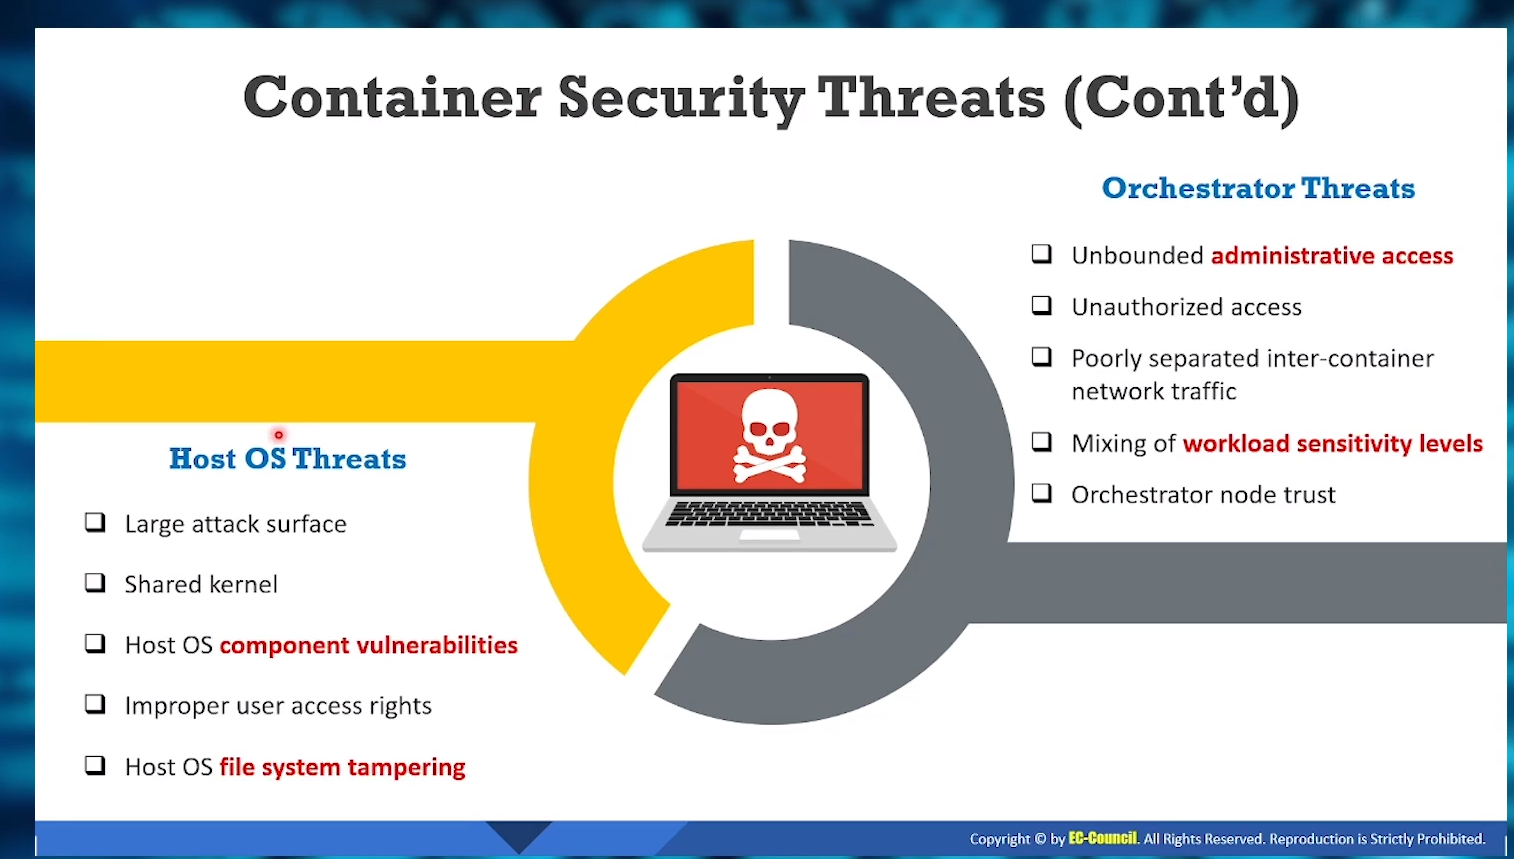 Container Security Threats (Cont’d)
Orchestrator Threats
❑ Unbounded administrative access
❑ Unauthorized access
❑ Poorly separated inter-container
network traffic
❑ Mixing of workload sensitivity levels
❑ Orchestrator node trust
Host OS Threats
❑ Large attack surface
❑ Shared kernel
❑ Host OS component vulnerabilities
❑ Improper user access rights
❑ Host OS file system tampering
Copyright © by EC-Council. All Rights Reserved. Reproduction is Strictly Prohibited.